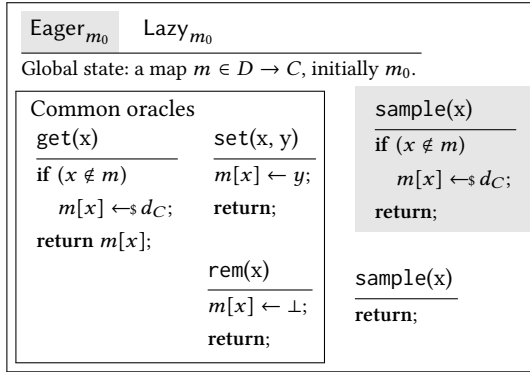 Eager_{m_0} Lazy_{m_0}
Global state: a map m ∈ D → C, initially m_0.
Common oracles
get(x)
if (x ∉ m)
m[x] ←$ d_C;
return m[x];
set(x, y)
m[x] ← y;
return;
rem(x)
m[x] ← ⊥;
return;
sample(x)
if (x ∉ m)
m[x] ←$ d_C;
return;
sample(x)
return;